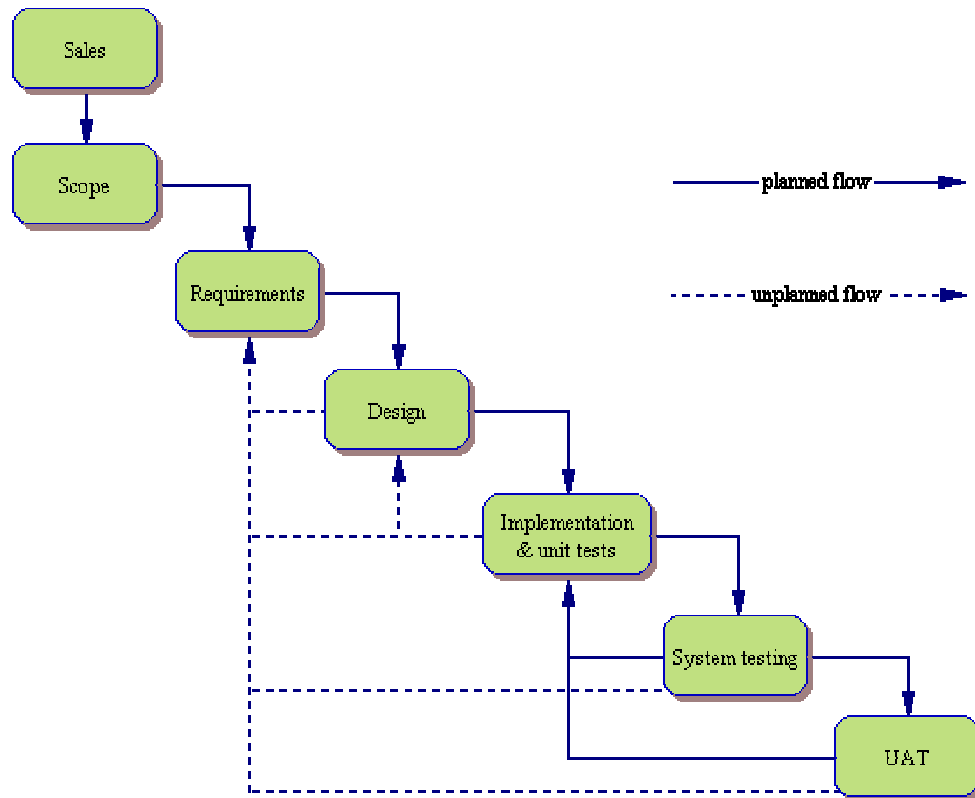 Sales
Scope
planned flow
Requirements
unplanned flow
Design
Implementation
& unit tests
System testing
UAT